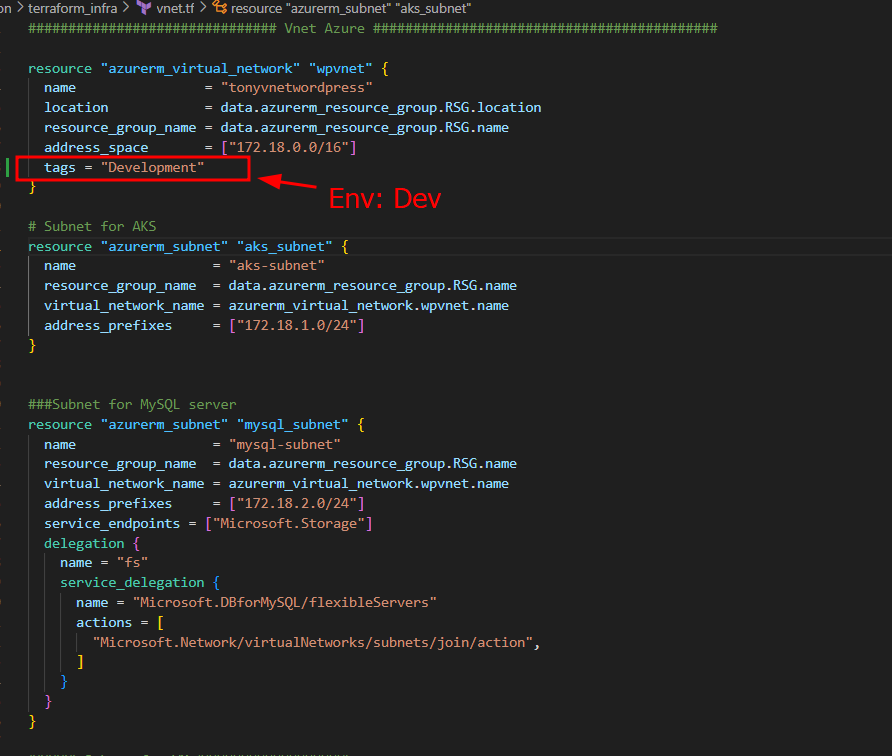 on > terraform_infra > vnet.tf > resource "azurerm_subnet" "aks_subnet"
############################### Vnet Azure ###########################################
resource "azurerm_virtual_network" "wpvnet" {
name = "tonyvnetwordpress"
location = data.azurerm_resource_group.RSG.location
resource_group_name = data.azurerm_resource_group.RSG.name
address_space = ["172.18.0.0/16"]
tags = "Development"
}
Env: Dev
# Subnet for AKS
resource "azurerm_subnet" "aks_subnet" {
name = "aks-subnet"
resource_group_name = data.azurerm_resource_group.RSG.name
virtual_network_name = azurerm_virtual_network.wpvnet.name
address_prefixes = ["172.18.1.0/24"]
}
###Subnet for MySQL server
resource "azurerm_subnet" "mysql_subnet" {
name = "mysql-subnet"
resource_group_name = data.azurerm_resource_group.RSG.name
virtual_network_name = azurerm_virtual_network.wpvnet.name
address_prefixes = ["172.18.2.0/24"]
service_endpoints = ["Microsoft.Storage"]
delegation {
name = "fs"
service_delegation {
name = "Microsoft.DBforMySQL/flexibleServers"
actions = [
"Microsoft.Network/virtualNetworks/subnets/join/action",
]
}
}
}